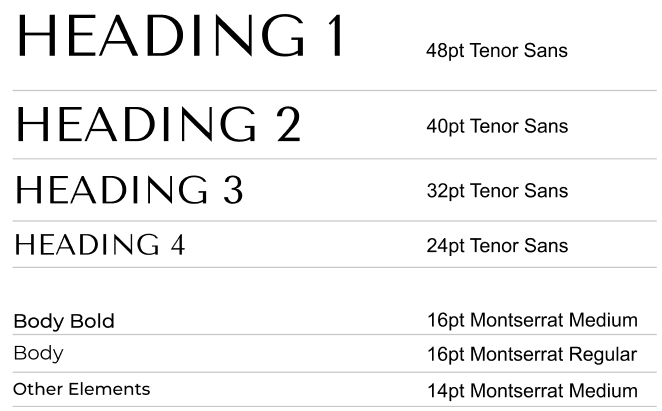 HEADING 1 48pt Tenor Sans
HEADING 2 40pt Tenor Sans
HEADING 3 32pt Tenor Sans
HEADING 4 24pt Tenor Sans
Body Bold 16pt Montserrat Medium
Body 16pt Montserrat Regular
Other Elements 14pt Montserrat Medium